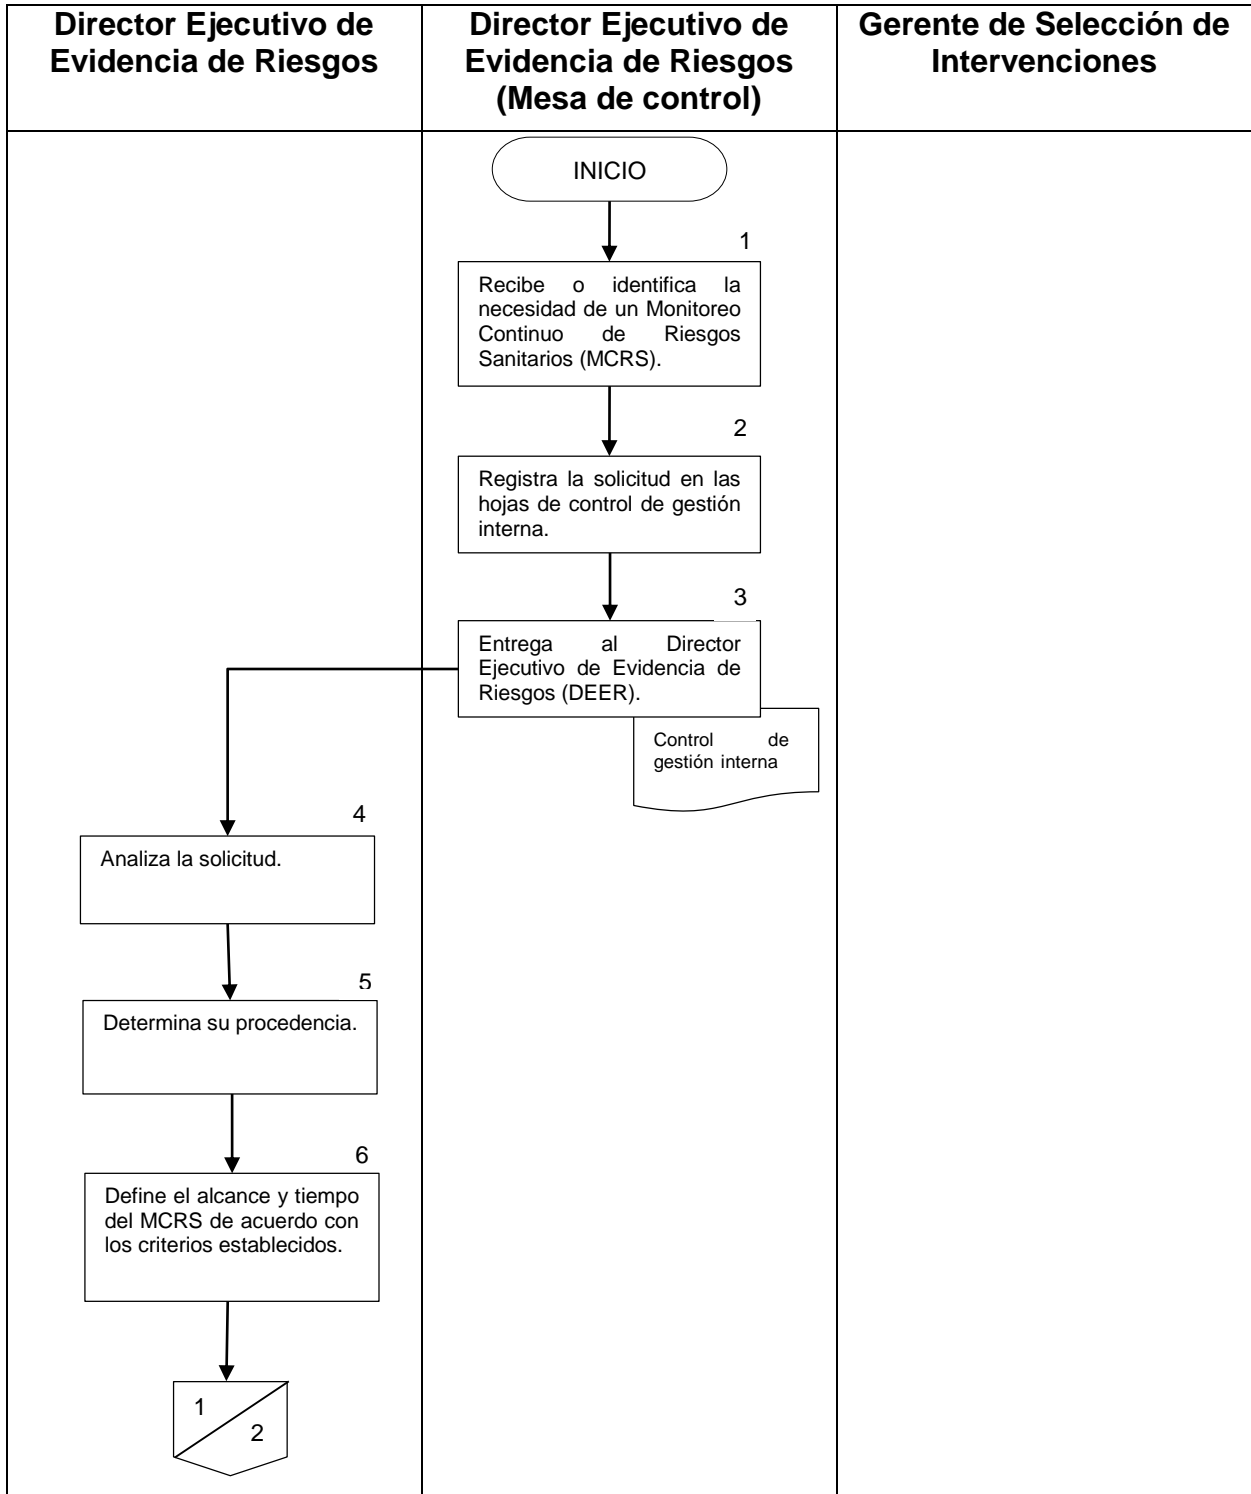 Director Ejecutivo de
Evidencia de Riesgos
Director Ejecutivo de
Evidencia de Riesgos
(Mesa de control)
Gerente de Selección de
Intervenciones
INICIO
1
Recibe o identifica la
necesidad de un Monitoreo
Continuo de Riesgos
Sanitarios (MCRS).
2
Registra la solicitud en las
hojas de control de gestión
interna.
3
Entrega al Director
Ejecutivo de Evidencia de
Riesgos (DEER).
Control de
gestión interna
4
Analiza la solicitud.
5
Determina su procedencia.
6
Define el alcance y tiempo
del MCRS de acuerdo con
los criterios establecidos.
1
2